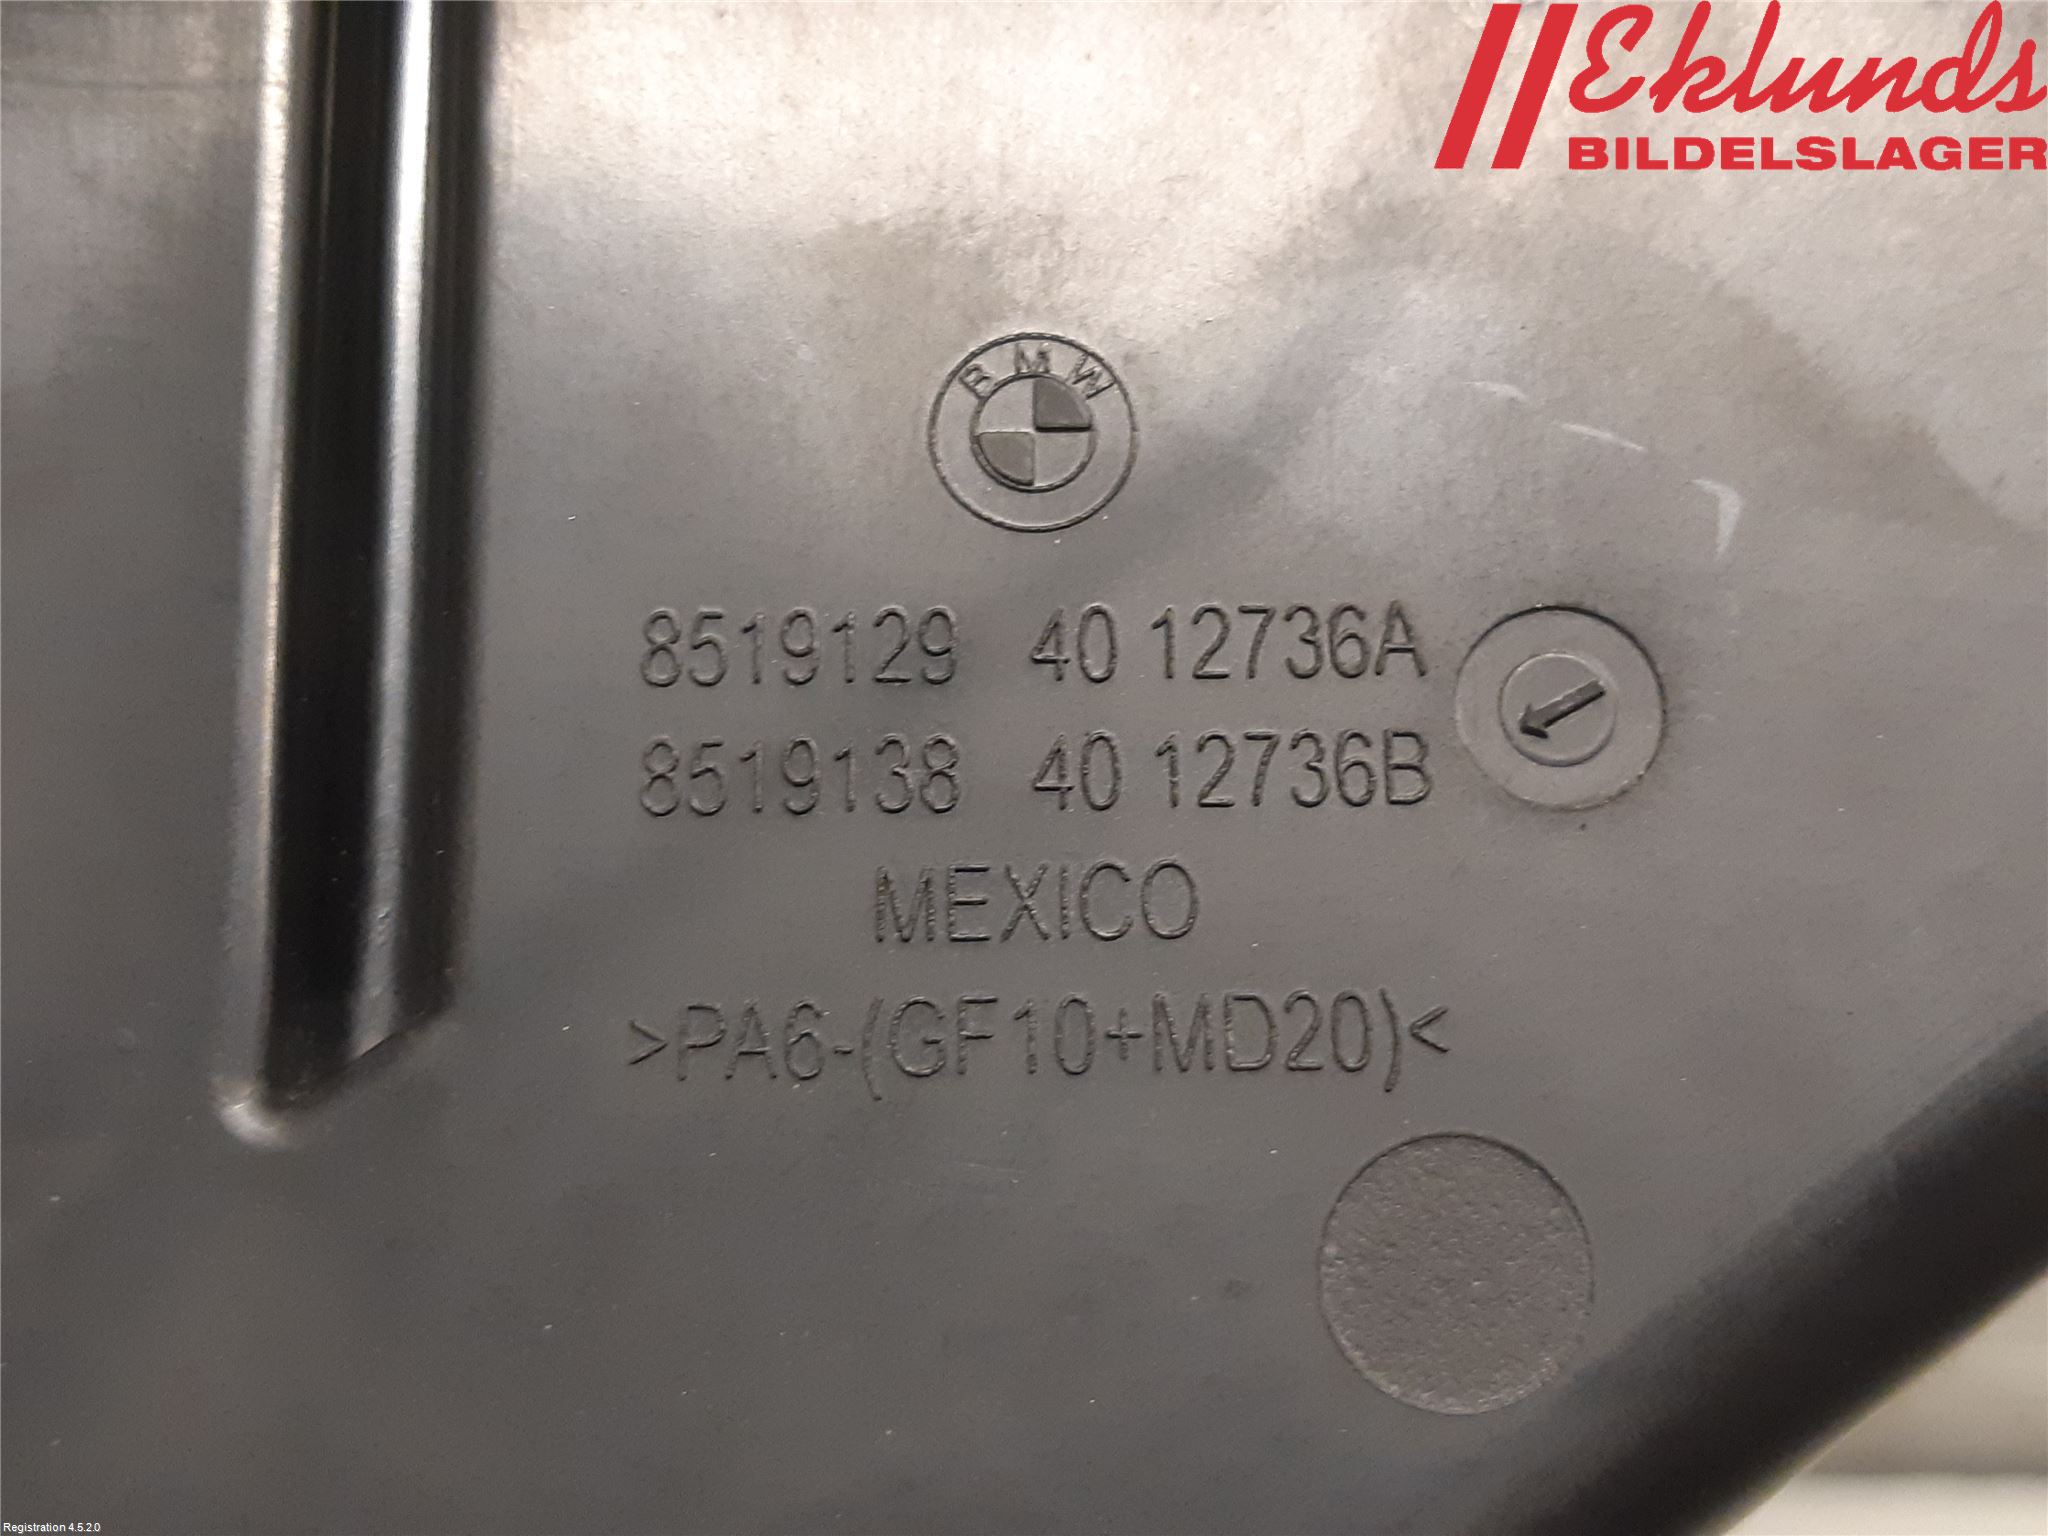 Eklunds
BILDELSLAGER
BMW
8519129 40 12736A
8519138 40 12736B
MEXICO
>PA6-(GF10+MD20)<
Registration 4.5.2.0